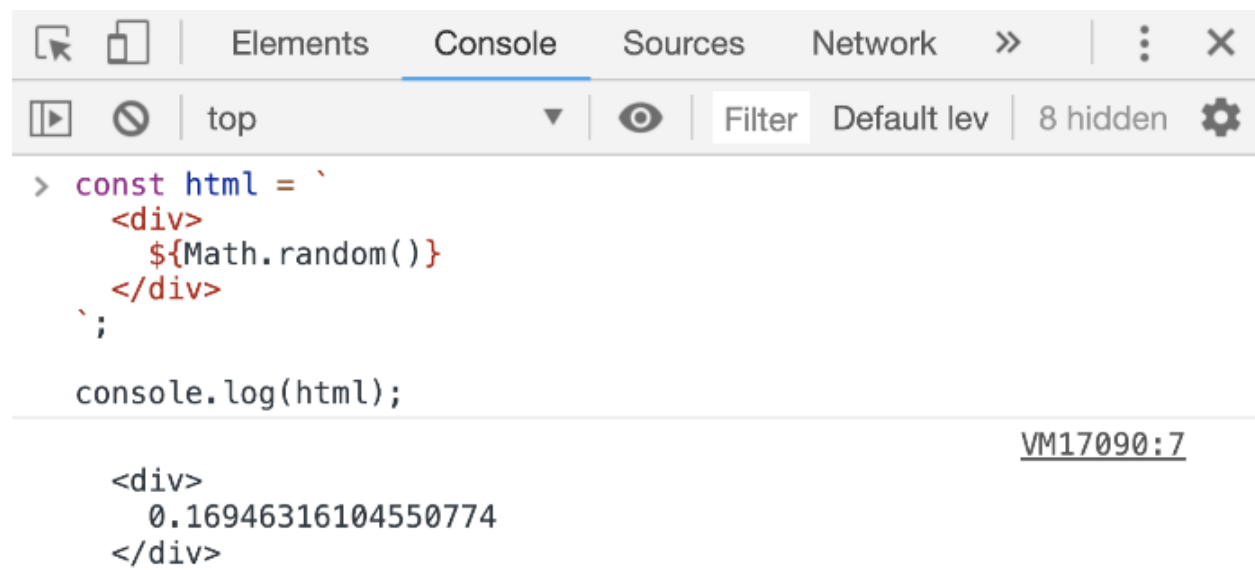 Elements Console Sources Network »
top Filter Default lev 8 hidden
> const html = `
<div>
${Math.random()}
</div>
`;
console.log(html);
VM17090:7
<div>
0.16946316104550774
</div>